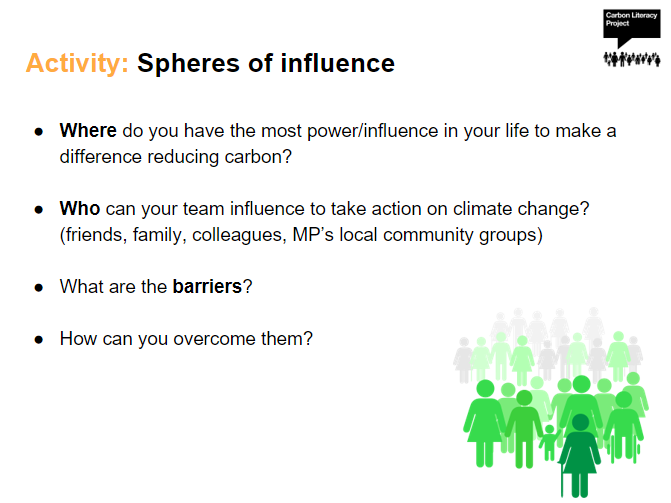 Carbon Literacy
Project
Activity: Spheres of influence
● Where do you have the most power/influence in your life to make a
difference reducing carbon?
● Who can your team influence to take action on climate change?
(friends, family, colleagues, MP's local community groups)
● What are the barriers?
● How can you overcome them?